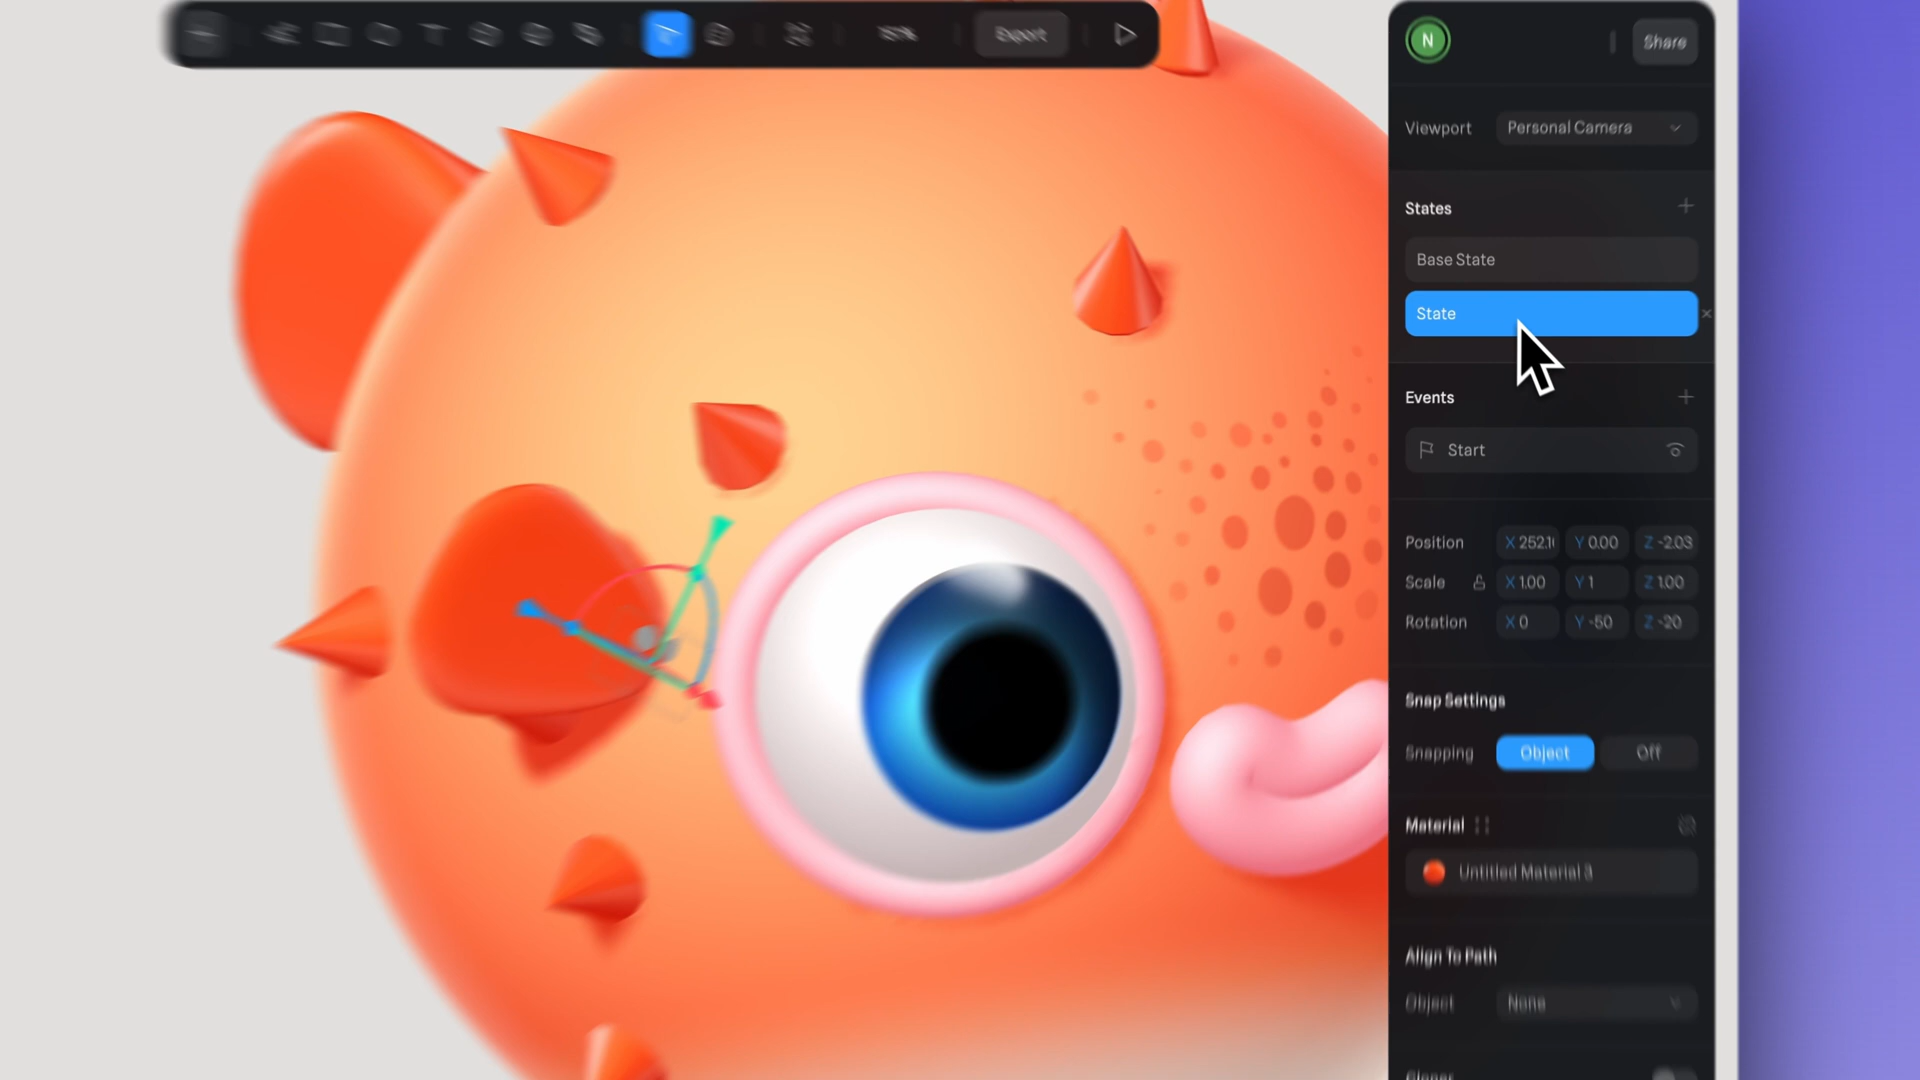 Export
N
Share
Viewport Personal Camera
States
Base State
State
Events
Start
Position X 252.1 Y 0.00 Z -2.03
Scale X 1.00 Y 1 Z 1.00
Rotation X 0 Y -50 Z -20
Snap Settings
Snapping Object Off
Material
Untitled Material 3
Align To Path
Object None